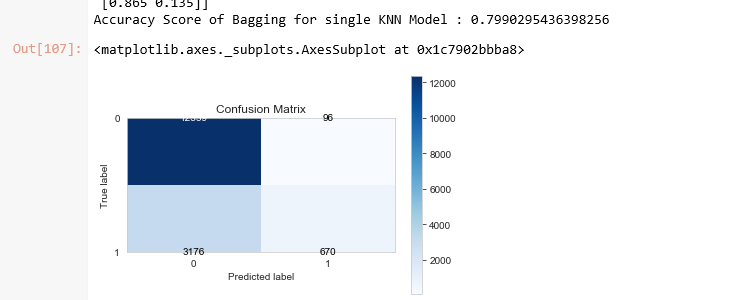 [0.865 0.135]]
Accuracy Score of Bagging for single KNN Model : 0.7990295436398256
Out[107]: <matplotlib.axes._subplots.AxesSubplot at 0x1c7902bbba8>
Confusion Matrix
12000
10000
8000
6000
4000
2000
True label
0
12339 96
1
3176 670
0 1
Predicted label